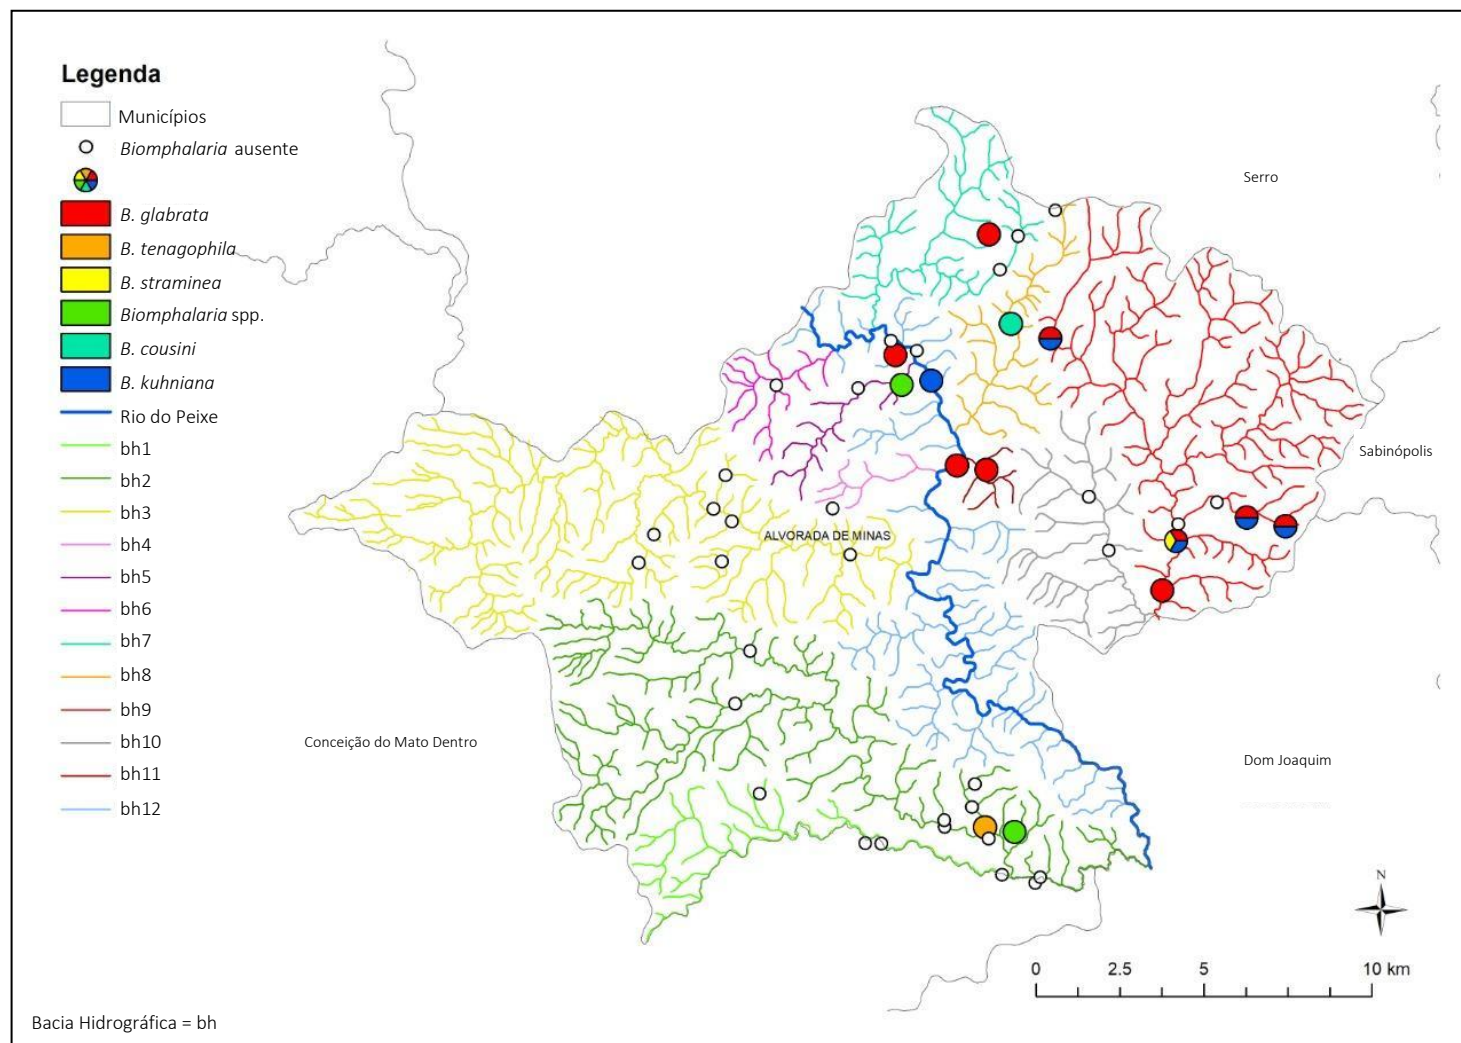 Legenda
Municípios
Biomphalaria ausente
B. glabrata
B. tenagophila
B. straminea
Biomphalaria spp.
B. cousini
B. kuhniana
Rio do Peixe
bh1
bh2
bh3
bh4
bh5
bh6
bh7
bh8
bh9
bh10
bh11
bh12
Serro
Sabinópolis
ALVORADA DE MINAS
Conceição do Mato Dentro
Dom Joaquim
N
0 2.5 5 10 km
Bacia Hidrográfica = bh